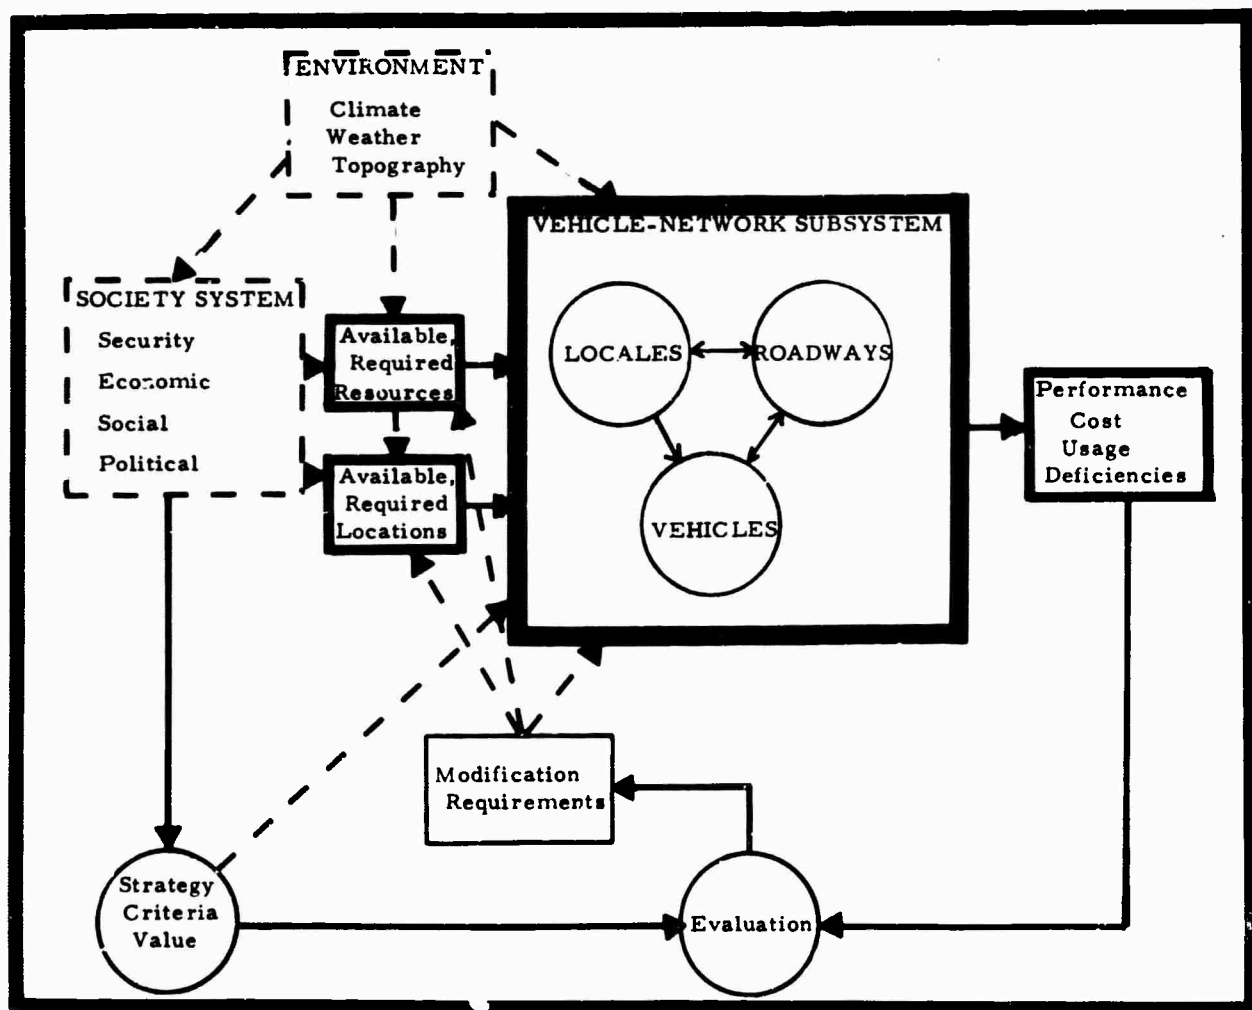 ENVIRONMENT
Climate
Weather
Topography
VEHICLE-NETWORK SUBSYSTEM
SOCIETY SYSTEM
Security
Economic
Social
Political
Available,
Required
Resources
Available,
Required
Locations
LOCALES
ROADWAYS
VEHICLES
Performance
Cost
Usage
Deficiencies
Modification
Requirements
Strategy
Criteria
Value
Evaluation